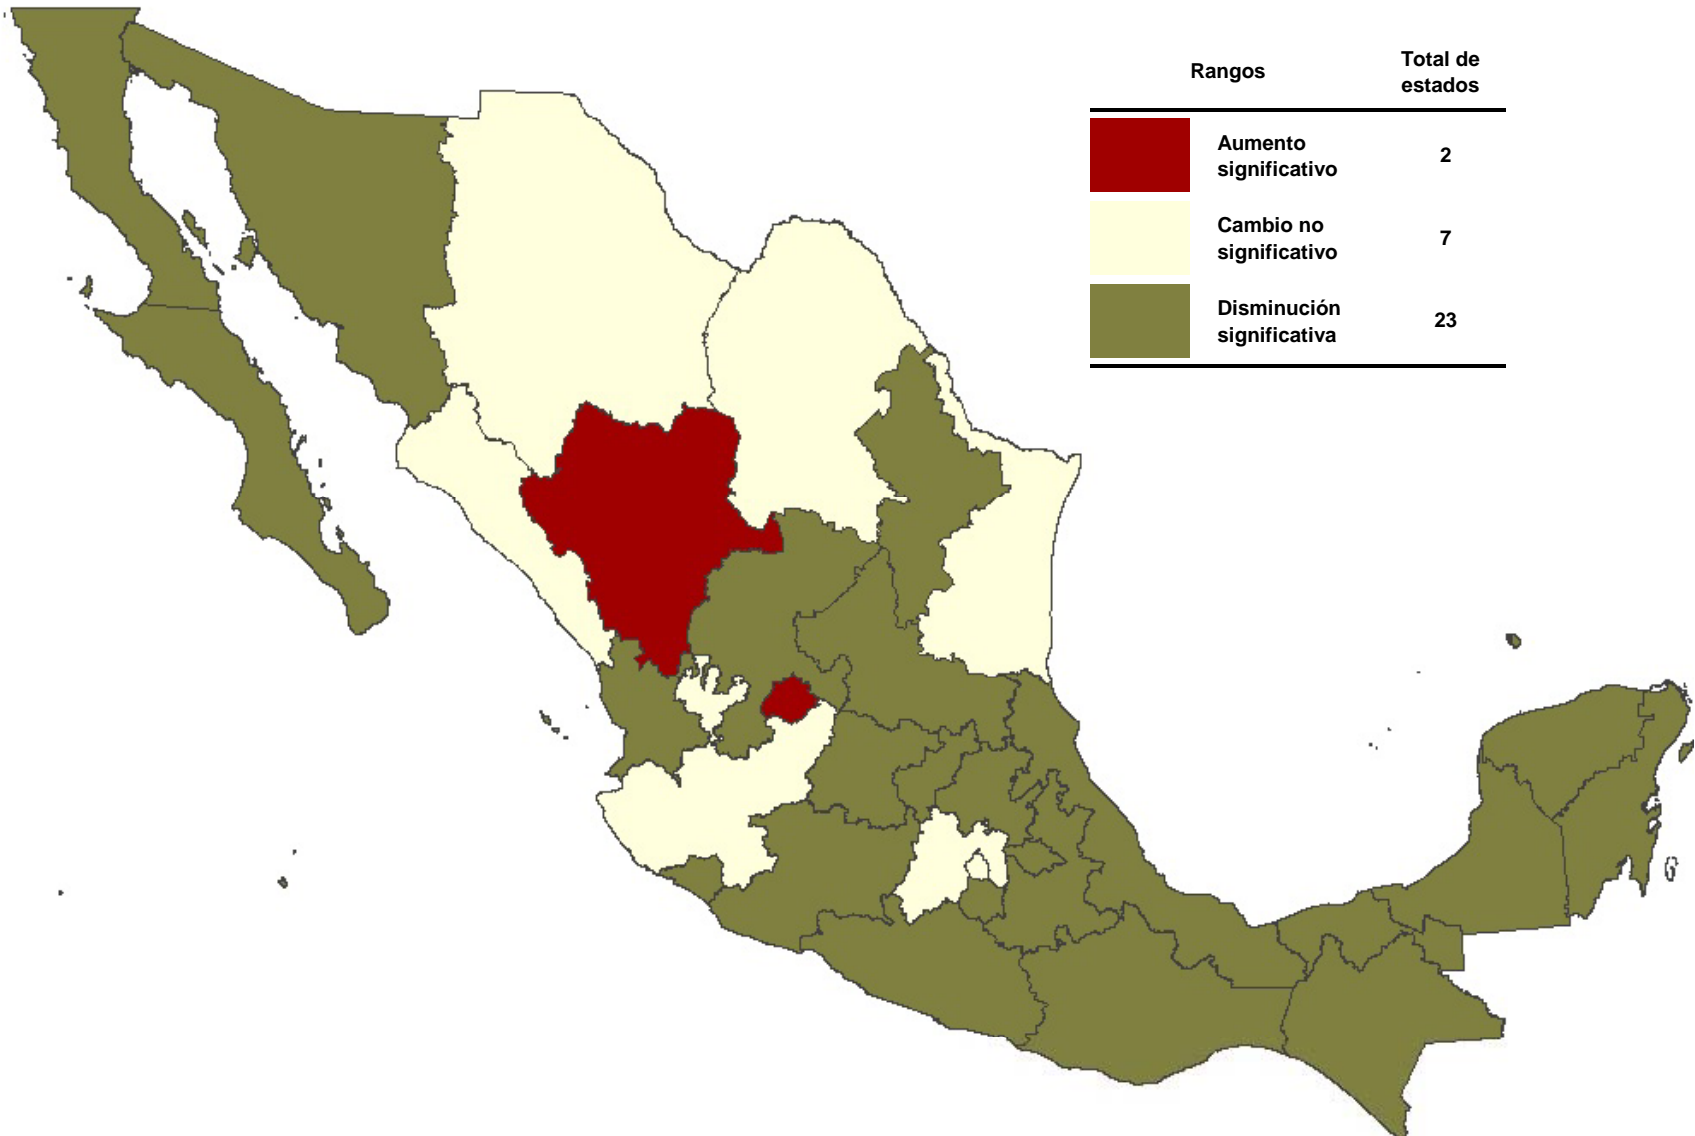 Rangos
Total de
estados
Aumento
significativo
2
Cambio no
significativo
7
Disminución
significativa
23